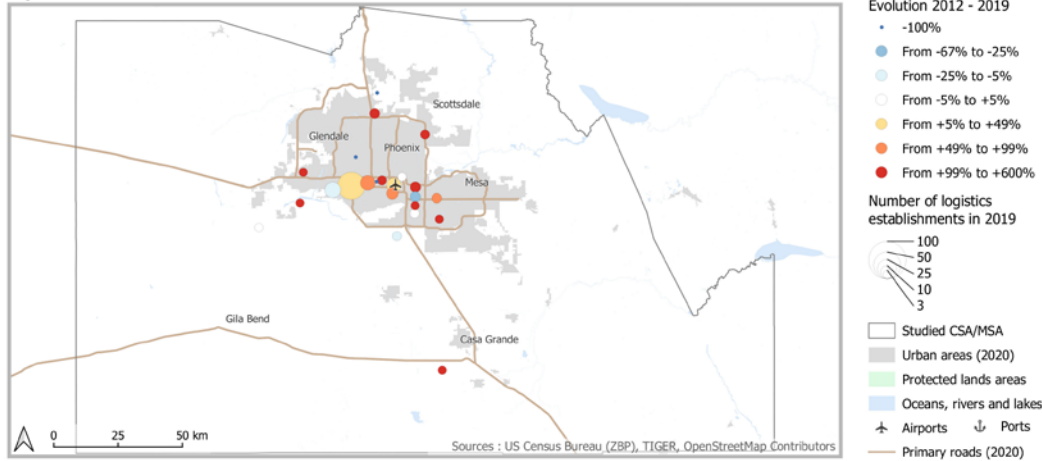 Evolution 2012 - 2019
-100%
From -67% to -25%
From -25% to -5%
From -5% to +5%
From +5% to +49%
From +49% to +99%
From +99% to +600%
Number of logistics
establishments in 2019
100
50
25
10
3
Studied CSA/MSA
Urban areas (2020)
Protected lands areas
Oceans, rivers and lakes
Airports Ports
Primary roads (2020)
Scottsdale
Glendale
Phoenix
Mesa
Gila Bend
Casa Grande
0 25 50 km
Sources : US Census Bureau (ZBP), TIGER, OpenStreetMap Contributors